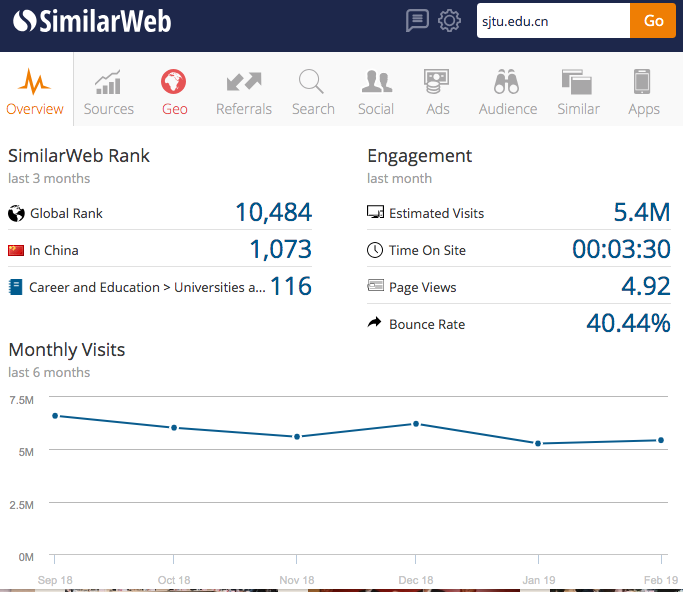 SimilarWeb
sjtu.edu.cn
Go
Overview
Sources
Geo
Referrals
Search
Social
Ads
Audience
Similar
Apps
SimilarWeb Rank
last 3 months
Global Rank 10,484
In China 1,073
Career and Education > Universities a... 116
Engagement
last month
Estimated Visits 5.4M
Time On Site 00:03:30
Page Views 4.92
Bounce Rate 40.44%
Monthly Visits
last 6 months
7.5M
5M
2.5M
0M
Sep 18 Oct 18 Nov 18 Dec 18 Jan 19 Feb 19